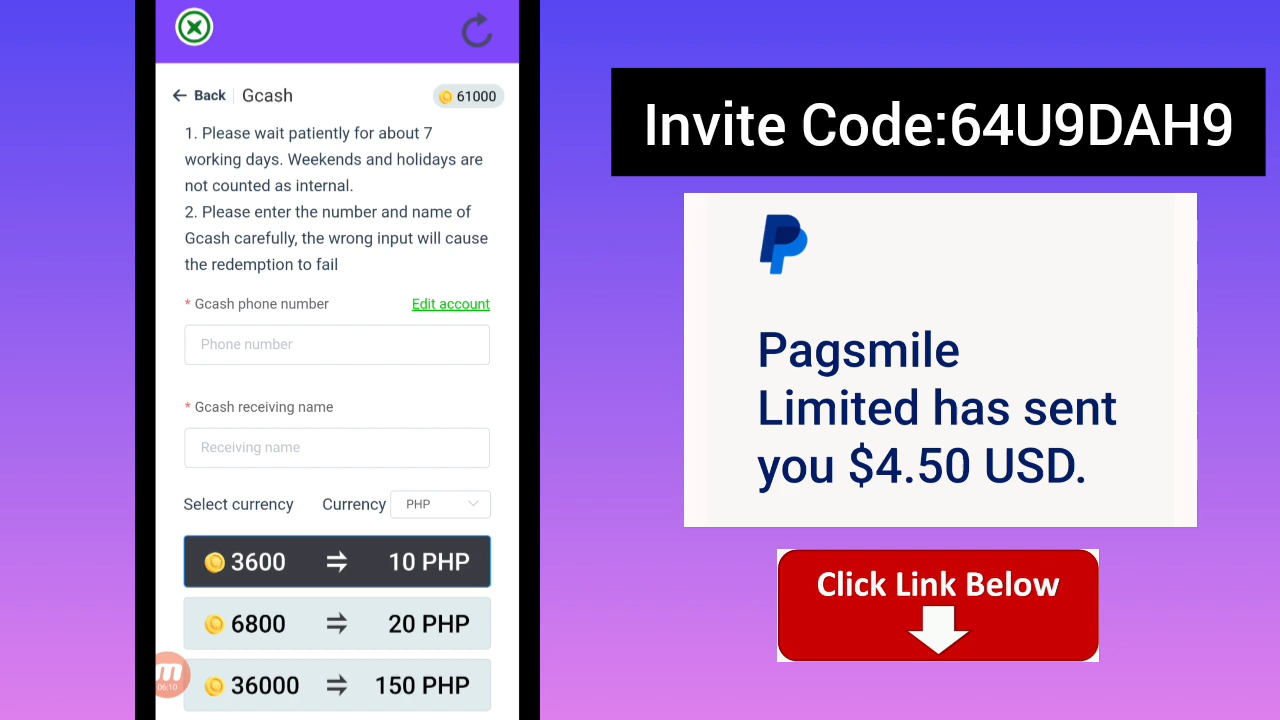 Back
Gcash
61000
1. Please wait patiently for about 7
working days. Weekends and holidays are
not counted as internal.
2. Please enter the number and name of
Gcash carefully, the wrong input will cause
the redemption to fail
* Gcash phone number
Edit account
Phone number
* Gcash receiving name
Receiving name
Select currency
Currency
PHP
3600
10 PHP
6800
20 PHP
36000
150 PHP
06:10
Invite Code:64U9DAH9
Pagsmile
Limited has sent
you $4.50 USD.
Click Link Below